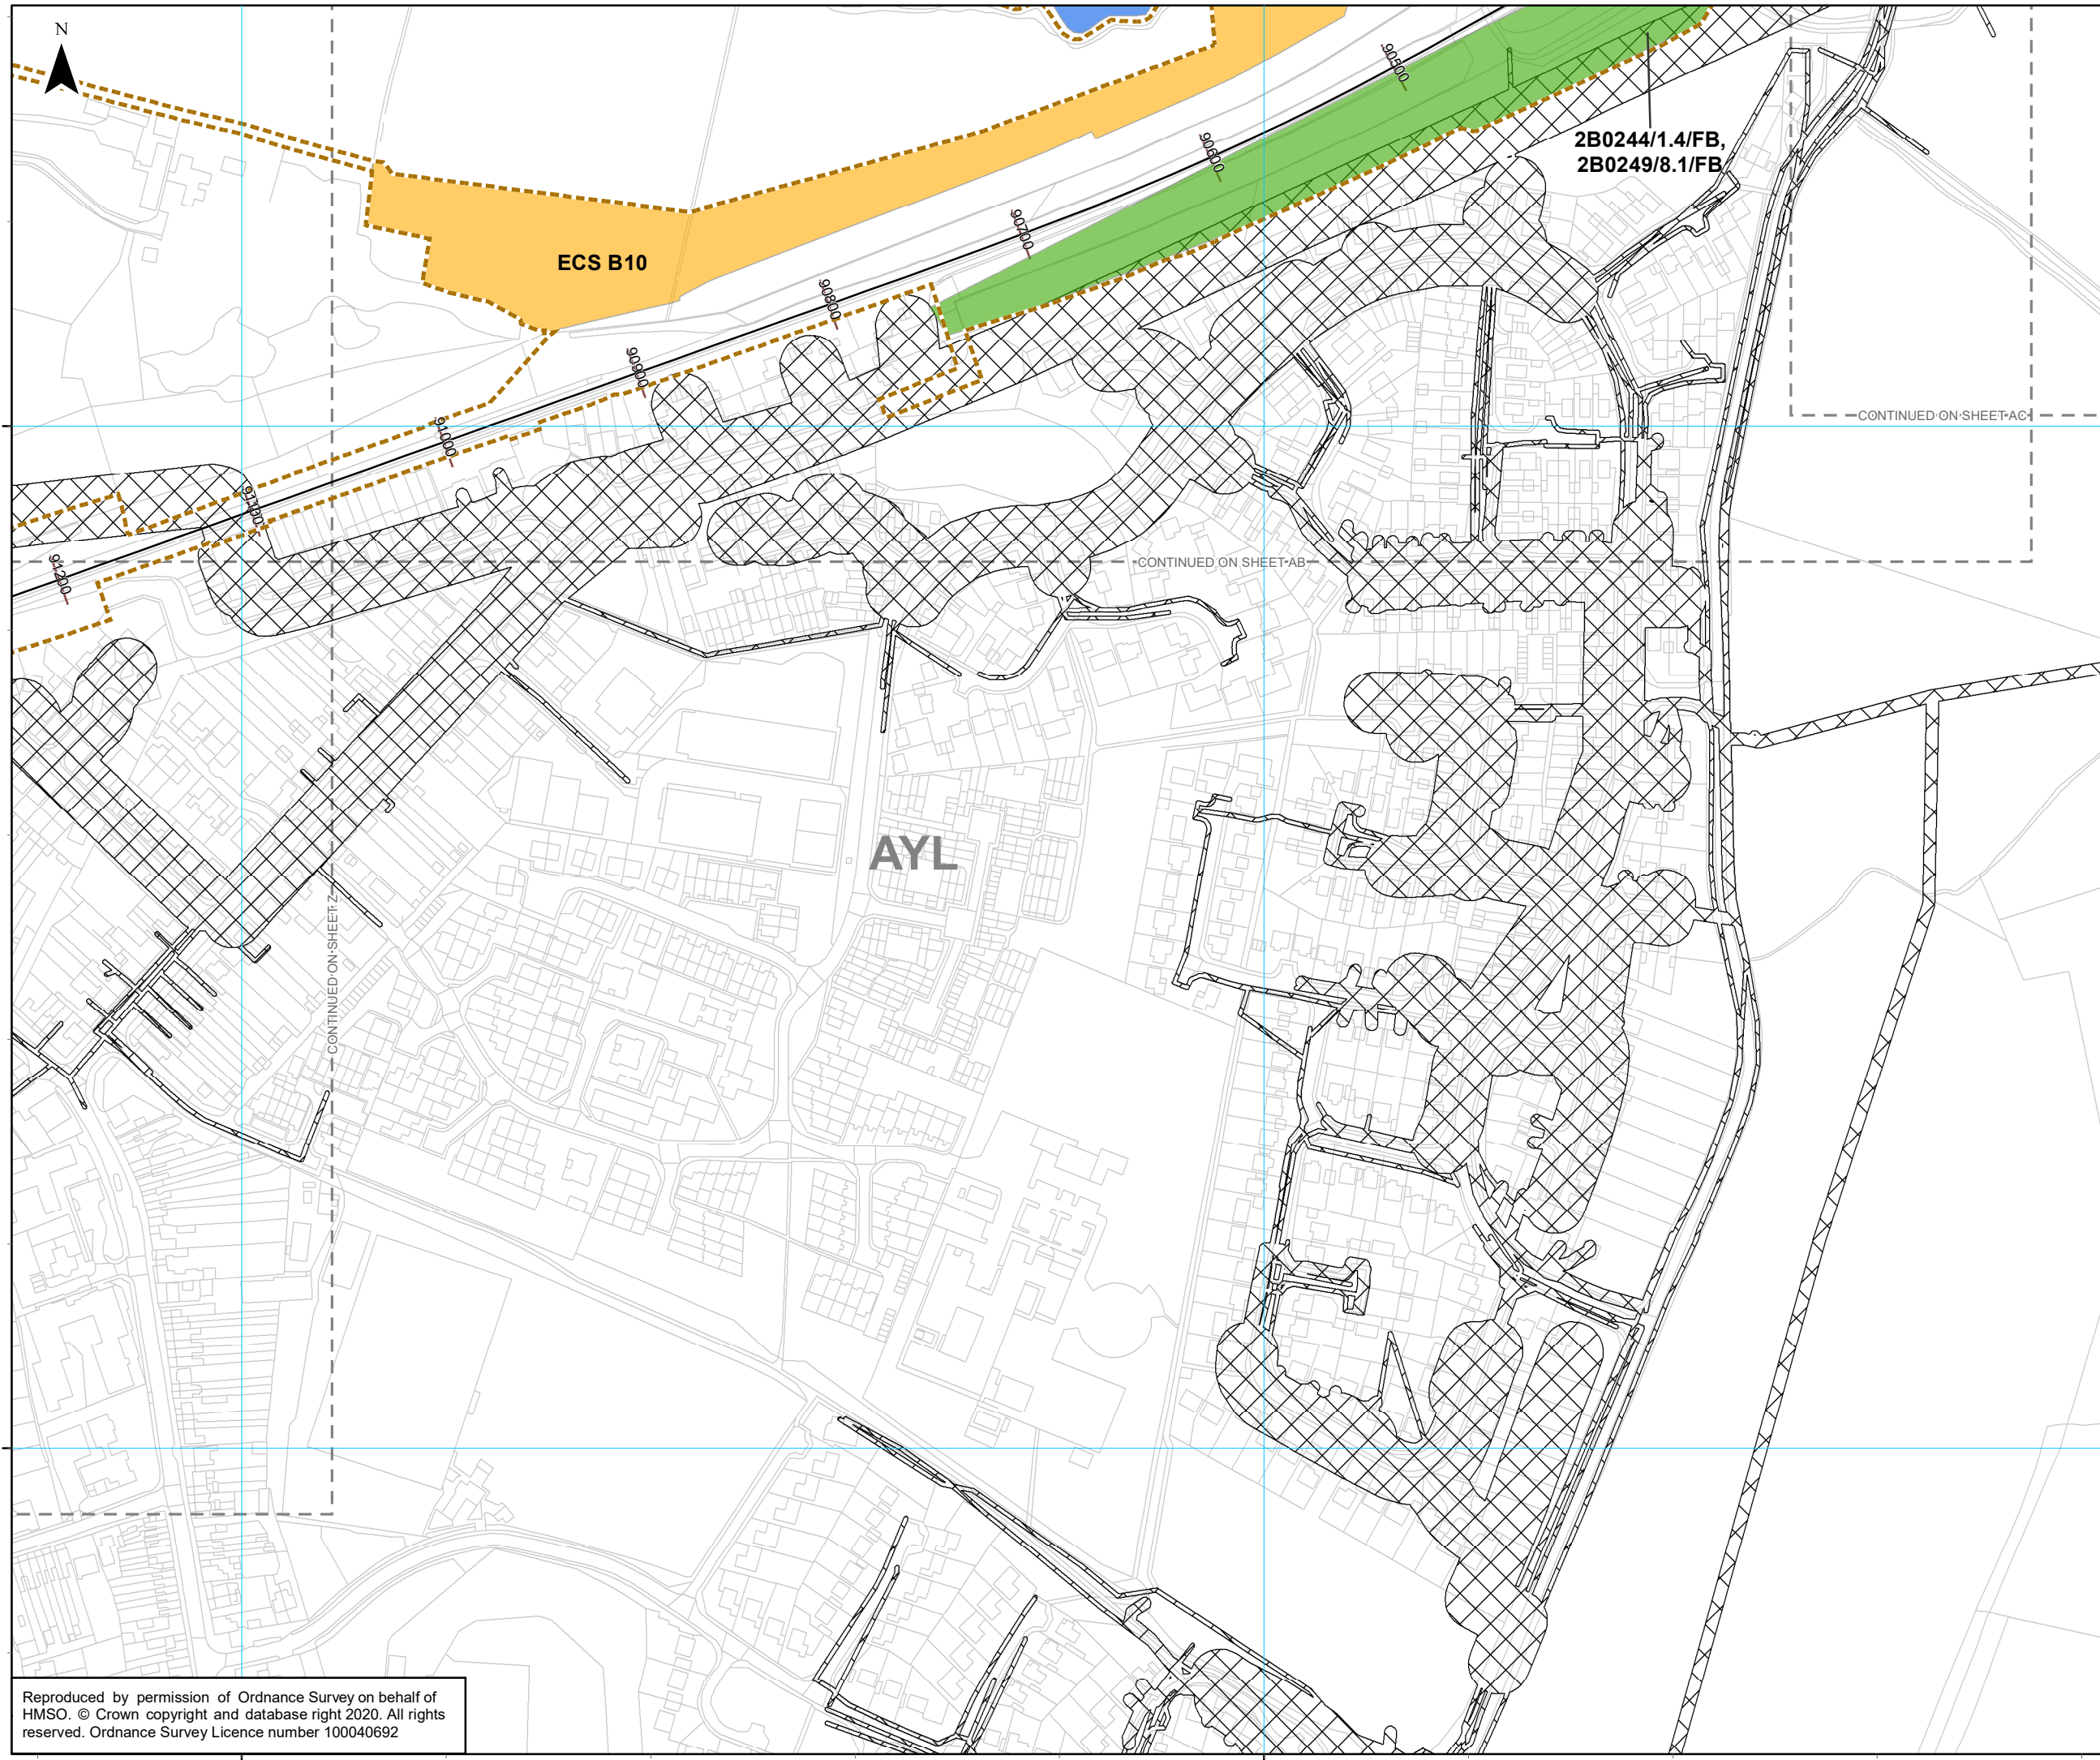 N
90500
2B0244/1.4/FB,
2B0249/8.1/FB
90600
90700
ECS B10
90800
90900
CONTINUED ON SHEET AC
91000
91100
CONTINUED ON SHEET AB
91200
AYL
CONTINUED ON SHEET Z
Reproduced by permission of Ordnance Survey on behalf of
HMSO. © Crown copyright and database right 2020. All rights
reserved. Ordnance Survey Licence number 100040692